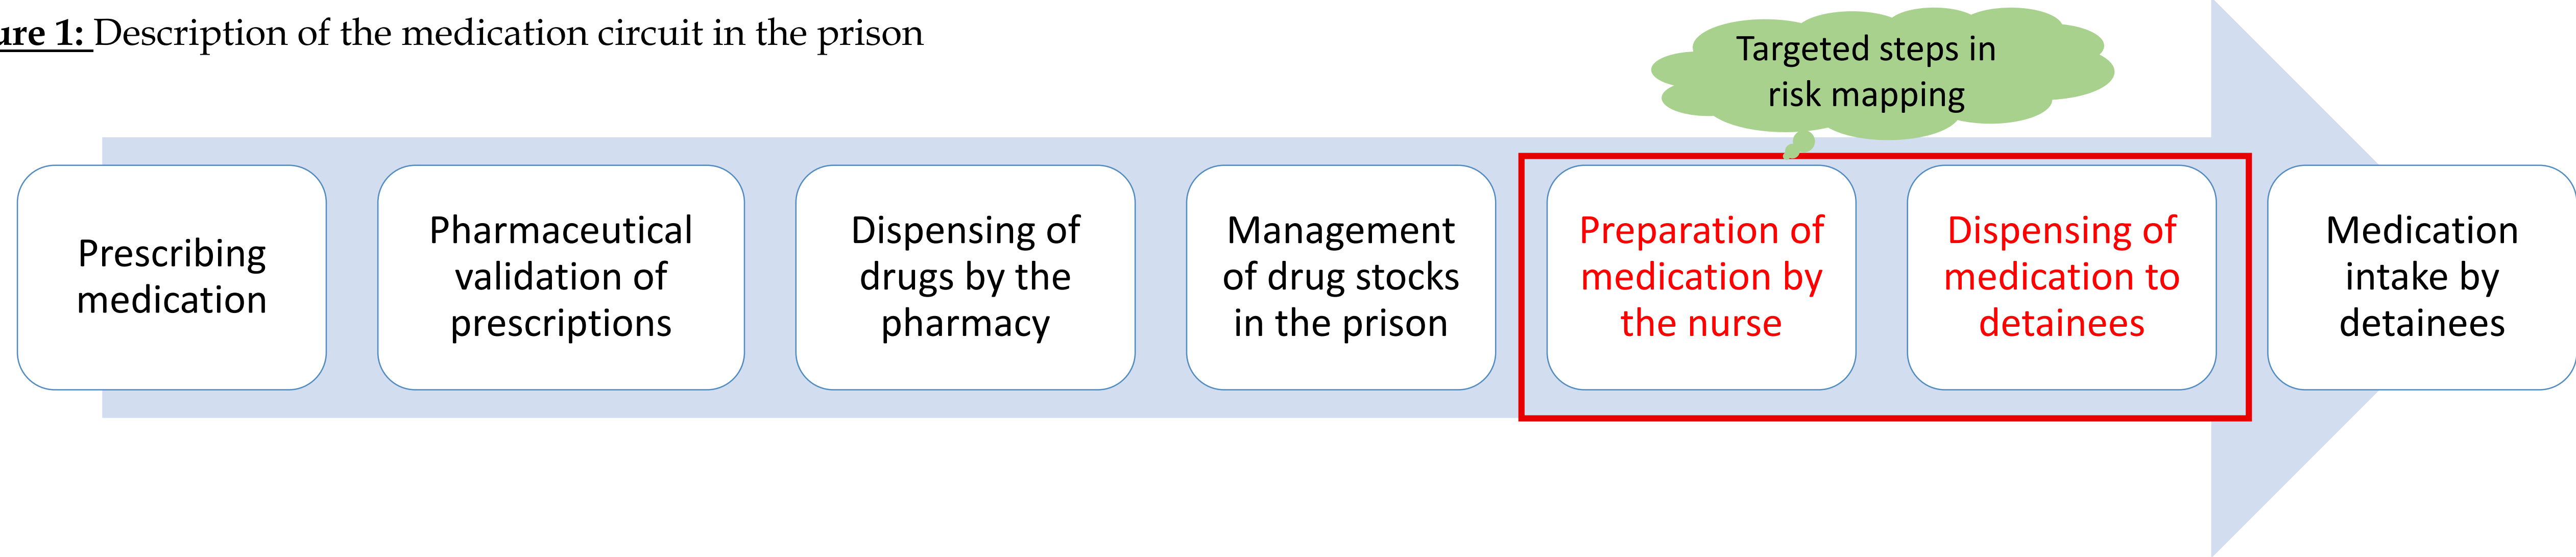 ure 1: Description of the medication circuit in the prison
Targeted steps in
risk mapping
Prescribing
medication
Pharmaceutical
validation of
prescriptions
Dispensing of
drugs by the
pharmacy
Management
of drug stocks
in the prison
Preparation of
medication by
the nurse
Dispensing of
medication to
detainees
Medication
intake by
detainees